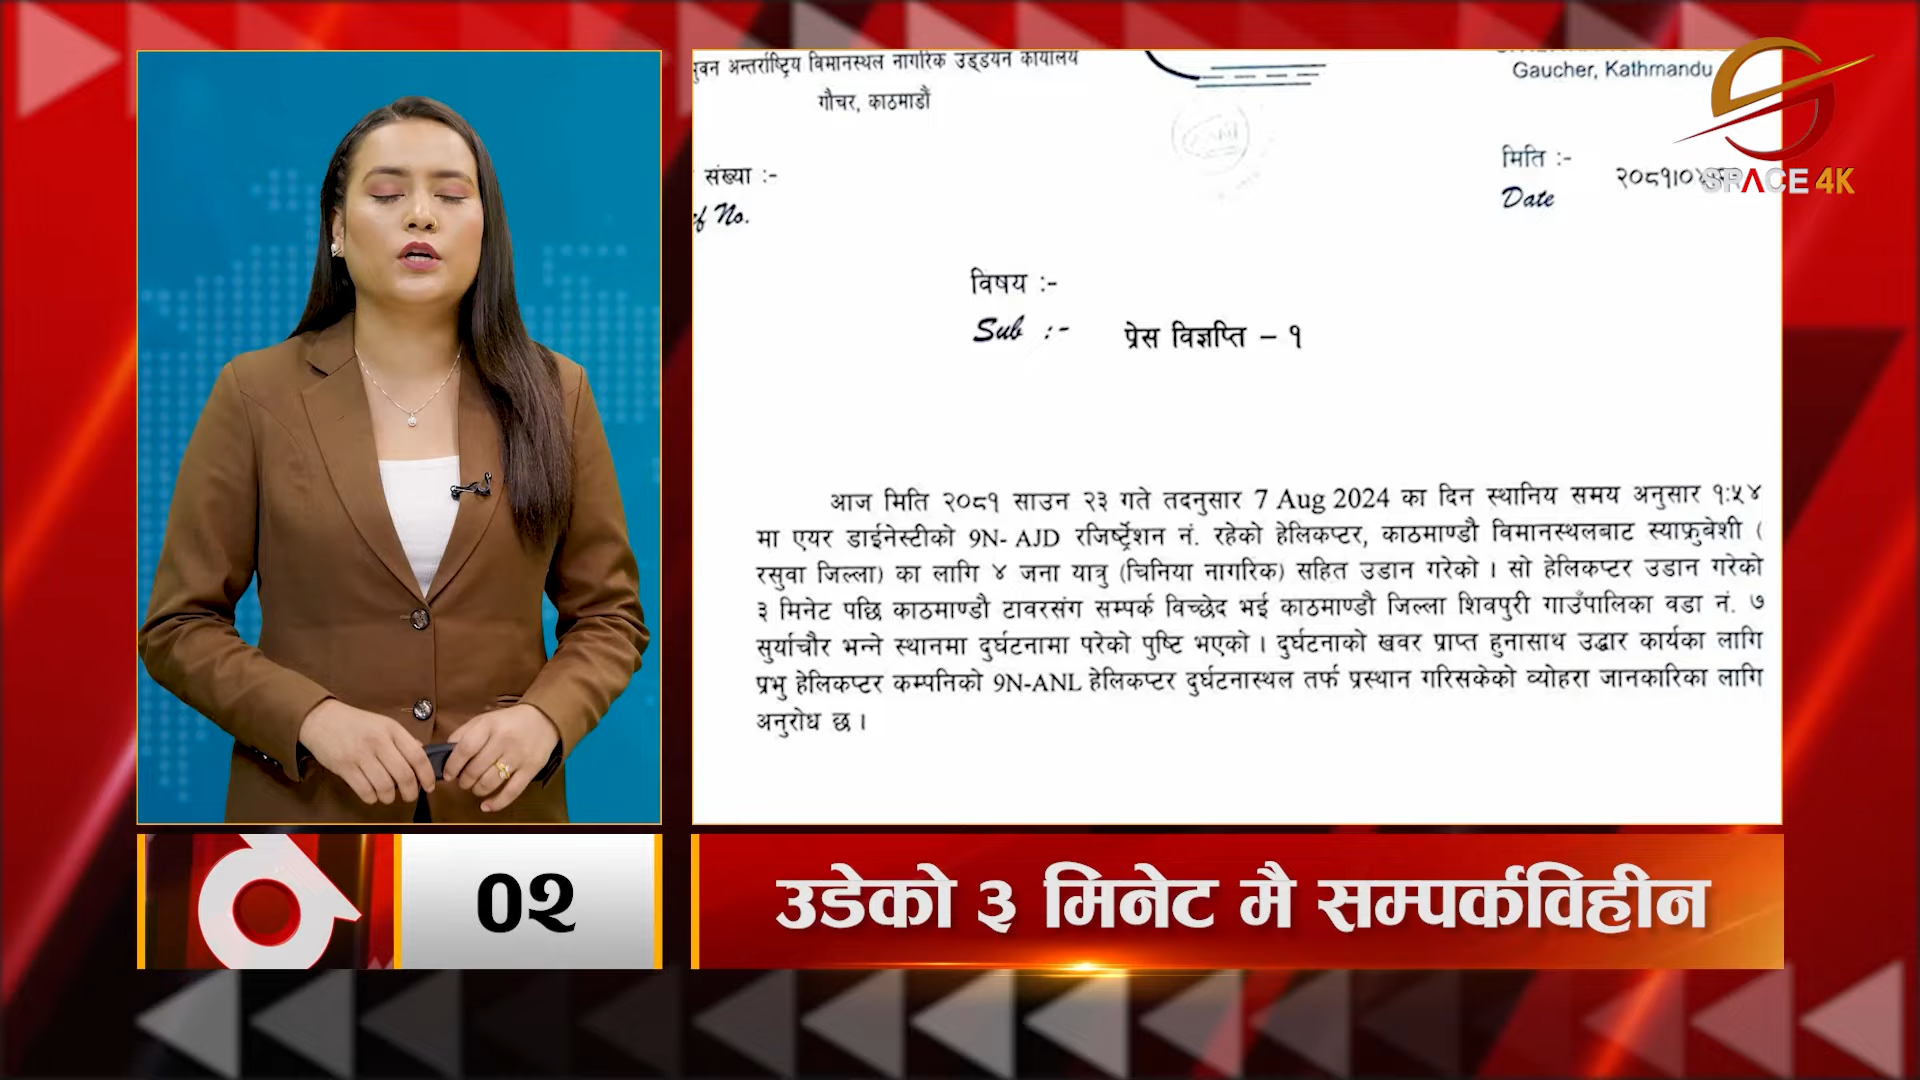 अन्तर्राष्ट्रिय विमानस्थल नागरिक उड्डयन कार्यालय
गौचर, काठमाडौं
Gaucher, Kathmandu
संख्या :-
No.
मिति :-
Date
SPACE 4K
विषय :-
Sub :- प्रेस विज्ञप्ति – १
आज मिति २०८१ साउन २३ गते तदनुसार 7 Aug 2024 का दिन स्थानिय समय अनुसार १:५४
मा एयर डाईनेस्टीको 9N- AJD रजिर्ष्ट्रेशन नं. रहेको हेलिकप्टर, काठमाण्डौ विमानस्थलबाट स्याफ्रुबेशी (
रसुवा जिल्ला) का लागि ४ जना यात्रु (चिनिया नागरिक) सहित उडान गरेको । सो हेलिकप्टर उडान गरेको
३ मिनेट पछि काठमाण्डौ टावरसंग सम्पर्क विच्छेद भई काठमाण्डौ जिल्ला शिवपुरी गाउँपालिका वडा नं. ७
सुर्याचौर भन्ने स्थानमा दुर्घटनामा परेको पुष्टि भएको । दुर्घटनाको खवर प्राप्त हुनासाथ उद्धार कार्यका लागि
प्रभु हेलिकप्टर कम्पनिको 9N-ANL हेलिकप्टर दुर्घटनास्थल तर्फ प्रस्थान गरिसकेको व्योहरा जानकारिका लागि
अनुरोध छ ।
०२
उडेको ३ मिनेट मै सम्पर्कविहीन